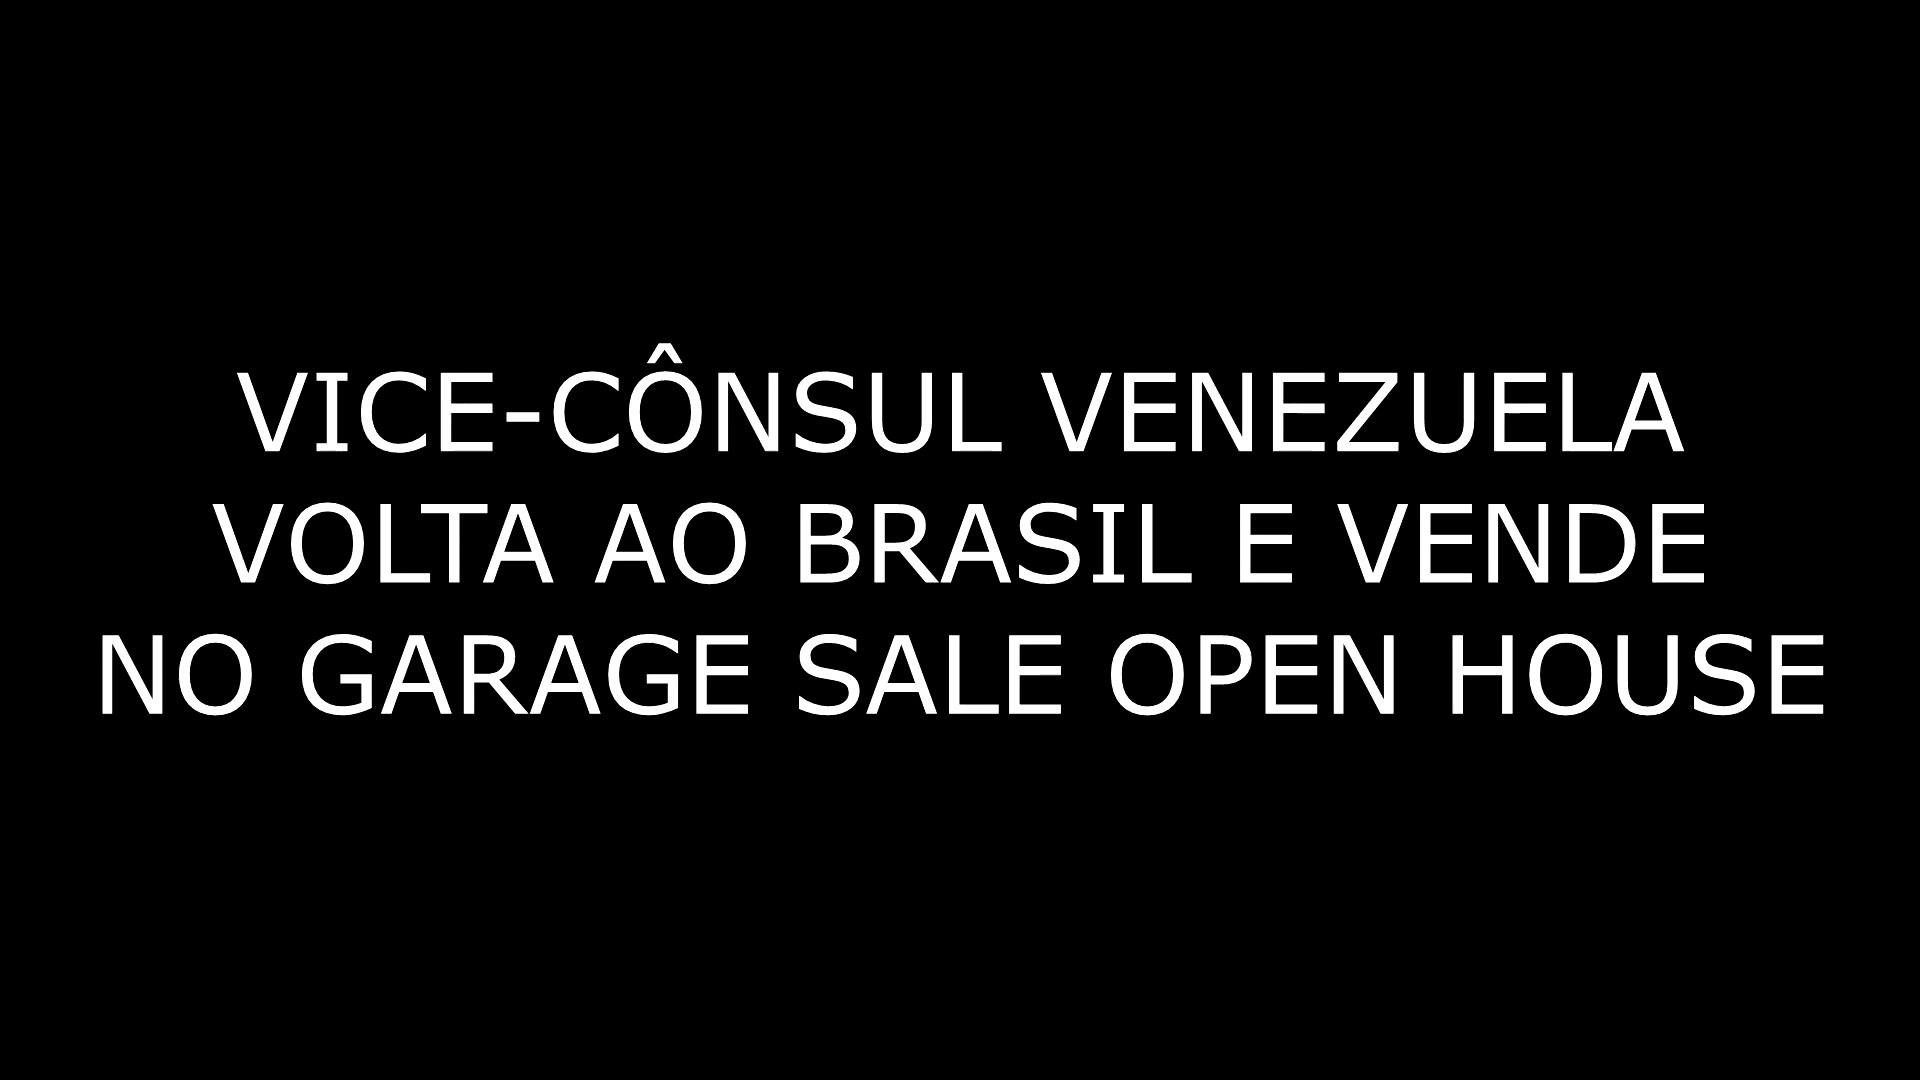 VICE-CÔNSUL VENEZUELA
VOLTA AO BRASIL E VENDE
NO GARAGE SALE OPEN HOUSE